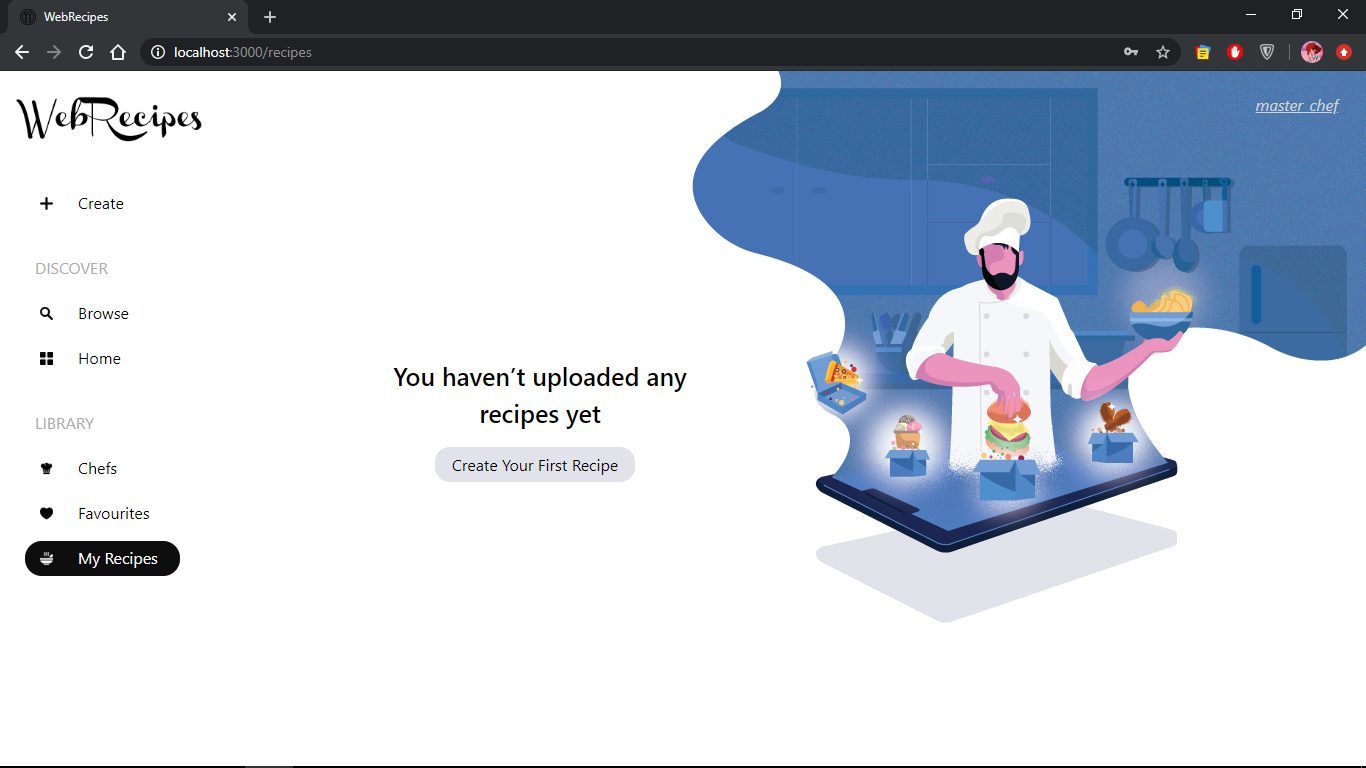 WebRecipes
localhost:3000/recipes
WebRecipes
master_chef
Create
DISCOVER
Browse
Home
LIBRARY
Chefs
Favourites
My Recipes
You haven’t uploaded any
recipes yet
Create Your First Recipe